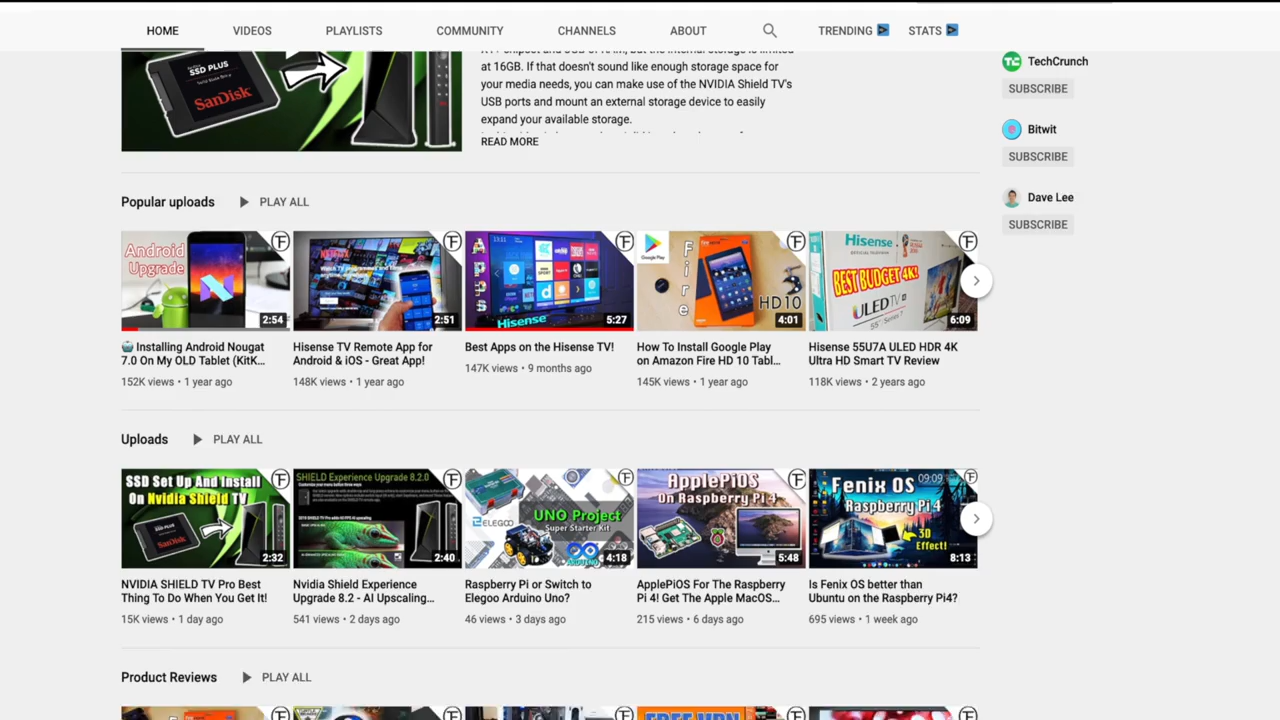 HOME VIDEOS PLAYLISTS COMMUNITY CHANNELS ABOUT TRENDING STATS
at 16GB. If that doesn't sound like enough storage space for
your media needs, you can make use of the NVIDIA Shield TV's
USB ports and mount an external storage device to easily
expand your available storage.
READ MORE
SSD PLUS
SanDisk
TechCrunch
SUBSCRIBE
Bitwit
SUBSCRIBE
Dave Lee
SUBSCRIBE
Popular uploads PLAY ALL
Android
Upgrade
2:54
2:51
APPS
Hisense
5:27
Google Play
Fire
HD10
4:01
Hisense
BEST BUDGET 4K!
ULED TV
6:09
Installing Android Nougat
7.0 On My OLD Tablet (KitK...
152K views • 1 year ago
Hisense TV Remote App for
Android & iOS - Great App!
148K views • 1 year ago
Best Apps on the Hisense TV!
147K views • 9 months ago
How To Install Google Play
on Amazon Fire HD 10 Tabl...
145K views • 1 year ago
Hisense 55U7A ULED HDR 4K
Ultra HD Smart TV Review
118K views • 2 years ago
Uploads PLAY ALL
SSD Set Up And Install
On Nvidia Shield TV
SanDisk
2:32
SHIELD Experience Upgrade 8.2.0
2:40
ELEGOO
UNO Project
Super Starter Kit
4:18
ApplePiOS
On Raspberry Pi 4
5:48
Fenix OS
09:09
Raspberry Pi 4
3D
Effect!
8:13
NVIDIA SHIELD TV Pro Best
Thing To Do When You Get It!
15K views • 1 day ago
Nvidia Shield Experience
Upgrade 8.2 - AI Upscaling...
541 views • 2 days ago
Raspberry Pi or Switch to
Elegoo Arduino Uno?
46 views • 3 days ago
ApplePiOS For The Raspberry
Pi 4! Get The Apple MacOS...
215 views • 6 days ago
Is Fenix OS better than
Ubuntu on the Raspberry Pi4?
695 views • 1 week ago
Product Reviews PLAY ALL